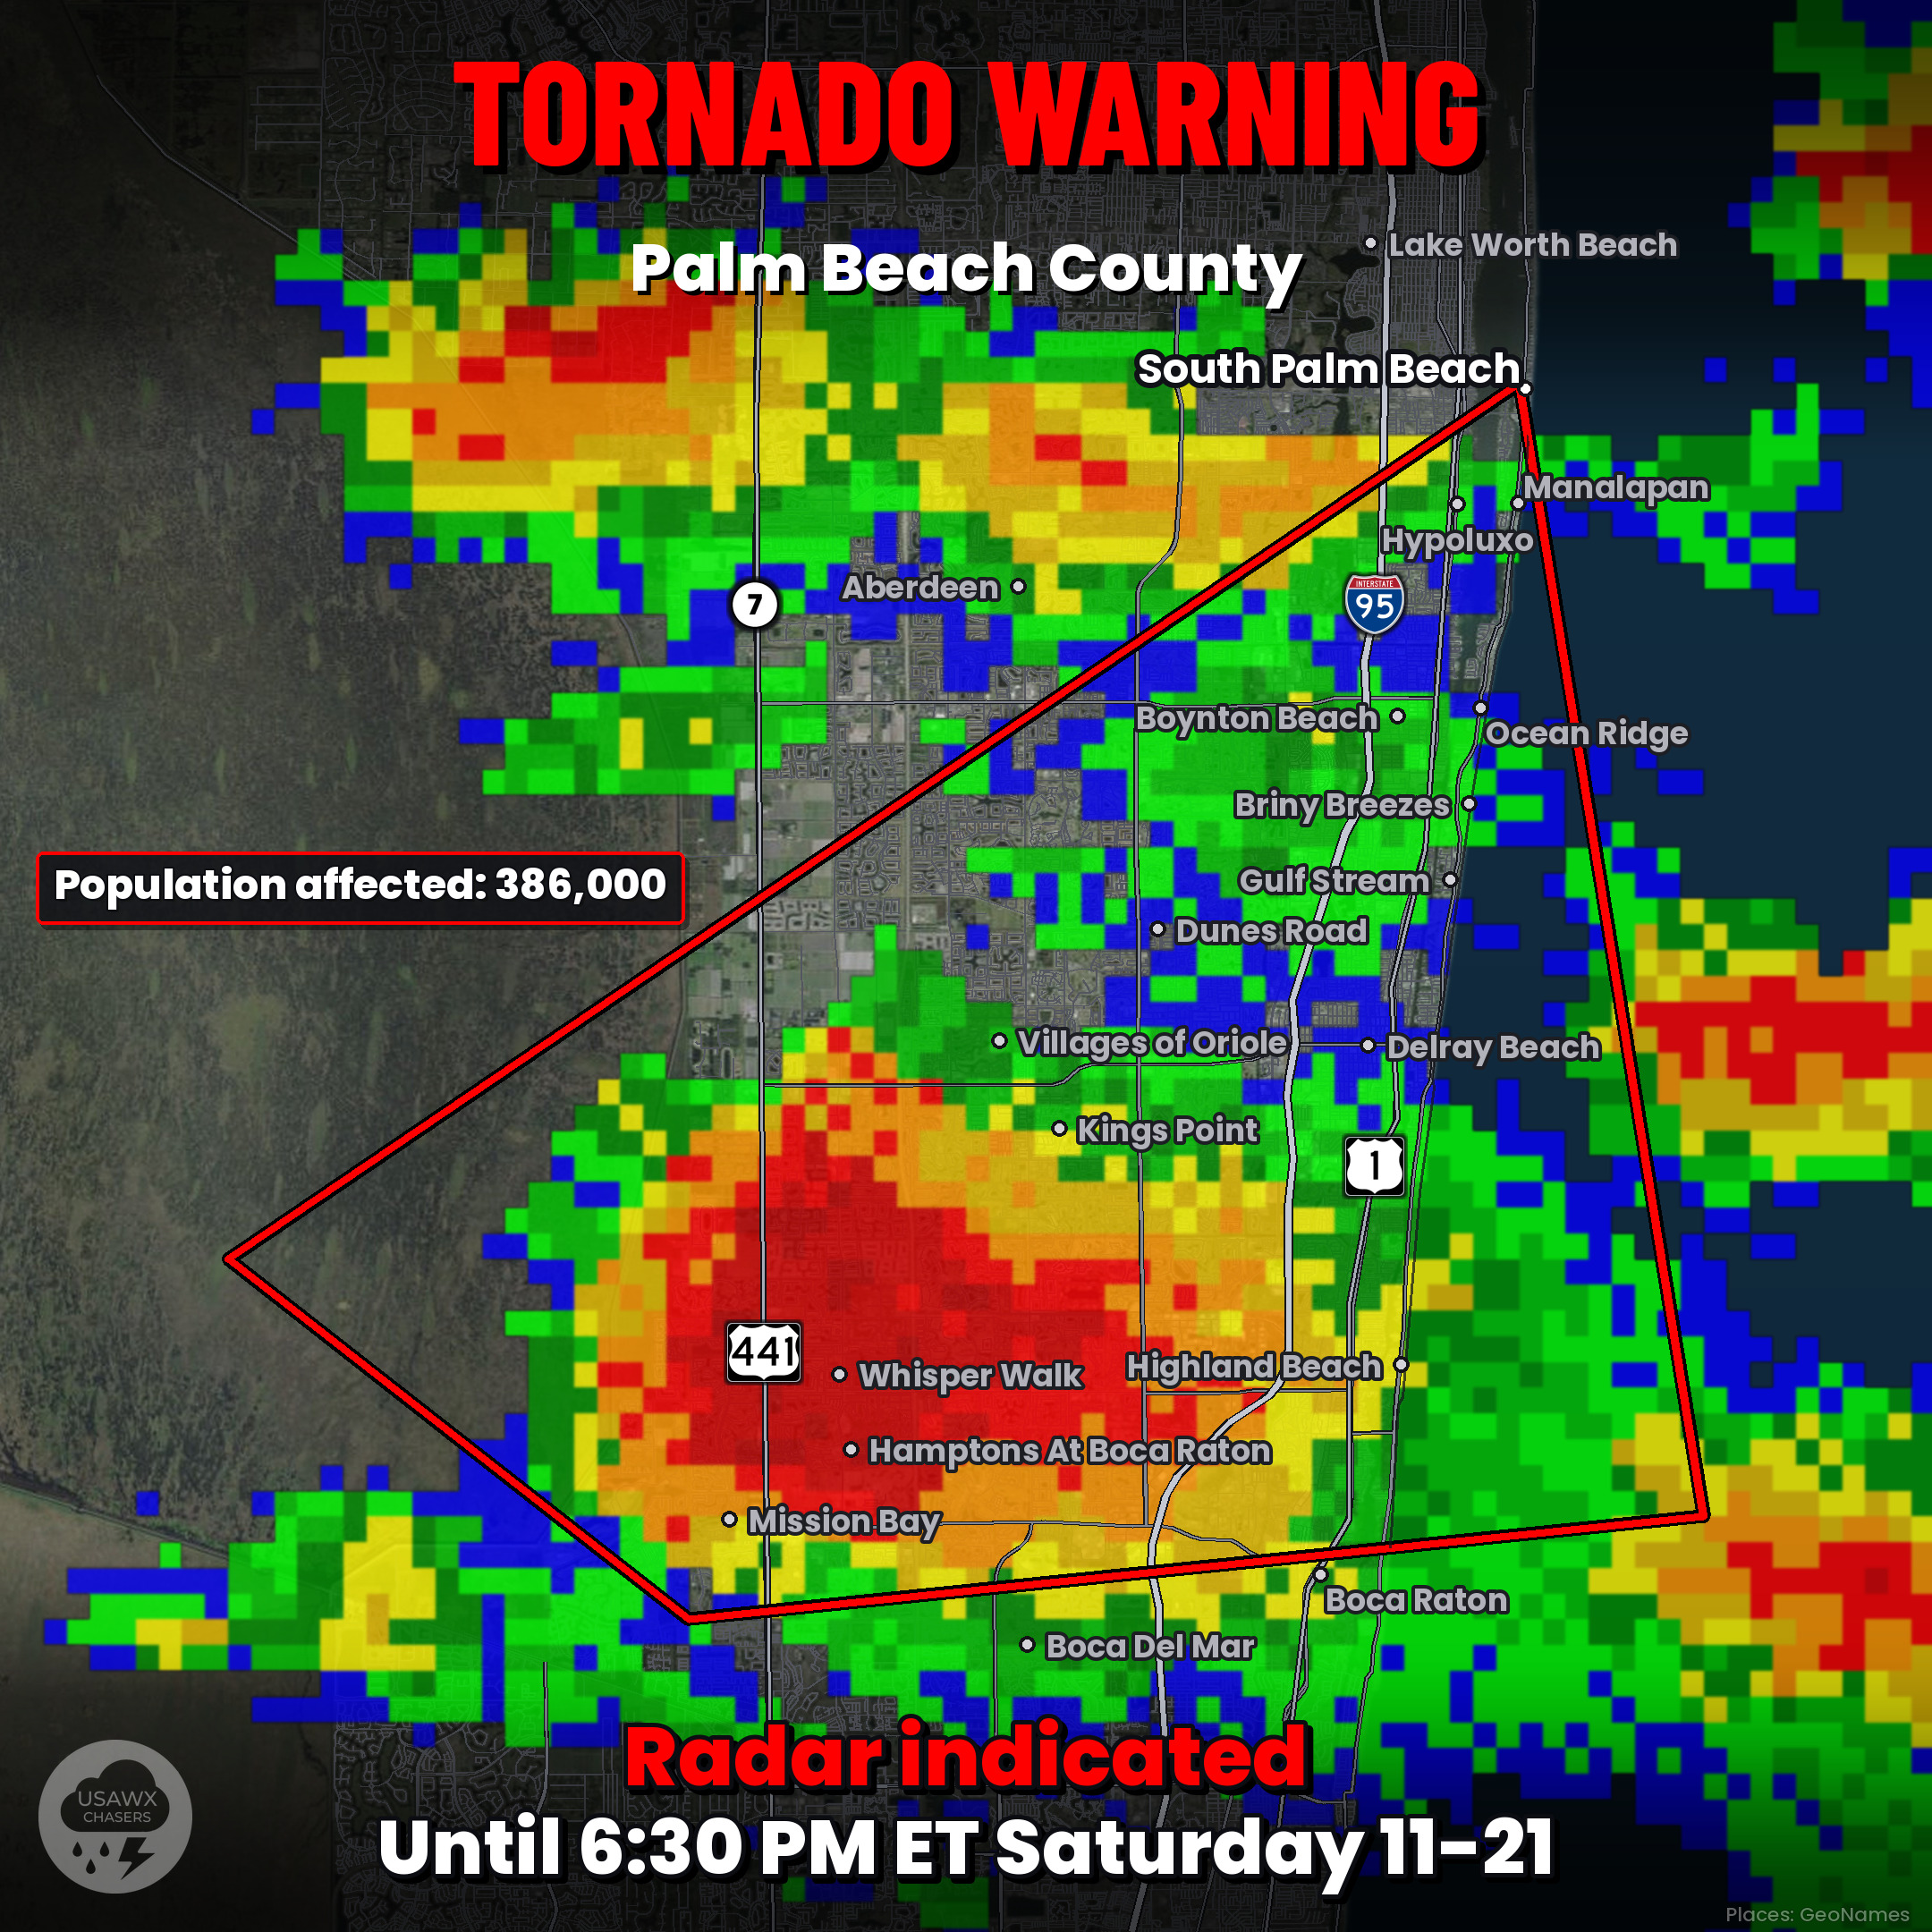 TORNADO WARNING
Palm Beach County
Lake Worth Beach
South Palm Beach
Manalapan
Hypoluxo
Aberdeen
7
INTERSTATE
95
Boynton Beach
Ocean Ridge
Briny Breezes
Population affected: 386,000
Gulf Stream
Dunes Road
Villages of Oriole
Delray Beach
Kings Point
1
441
Whisper Walk
Highland Beach
Hamptons At Boca Raton
Mission Bay
Boca Raton
Boca Del Mar
Radar indicated
Until 6:30 PM ET Saturday 11-21
USAWX
CHASERS
Places: GeoNames